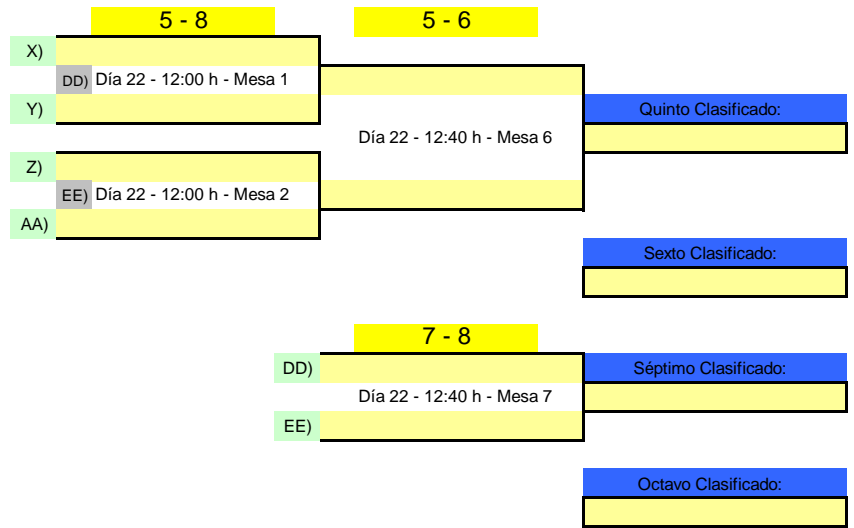 5 - 8
5 - 6
X)
DD) Día 22 - 12:00 h - Mesa 1
Y)
Quinto Clasificado:
Día 22 - 12:40 h - Mesa 6
Z)
EE) Día 22 - 12:00 h - Mesa 2
AA)
Sexto Clasificado:
7 - 8
DD)
Séptimo Clasificado:
Día 22 - 12:40 h - Mesa 7
EE)
Octavo Clasificado: